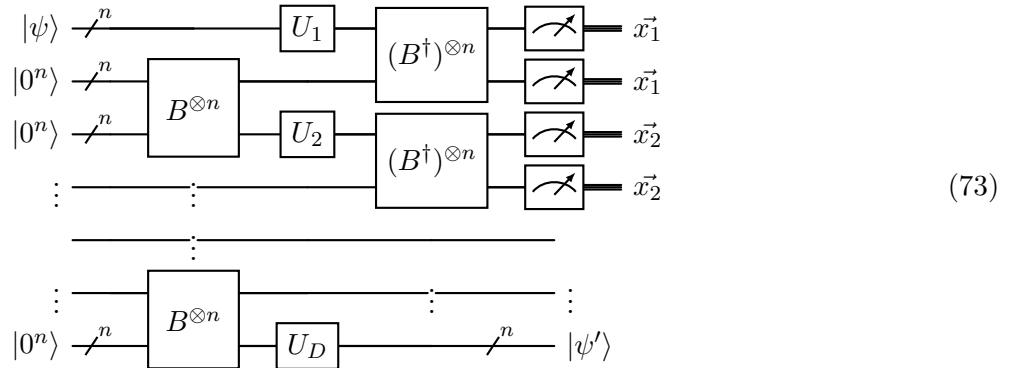 |ψ⟩ n U₁ (B†)^{⊗n} x⃗₁
|0ⁿ⟩ n B^{⊗n} x⃗₁
|0ⁿ⟩ n U₂ (B†)^{⊗n} x⃗₂
⋮ ⋮ x⃗₂ (73)
⋮
⋮ B^{⊗n} ⋮ ⋮
|0ⁿ⟩ n U_D n |ψ′⟩